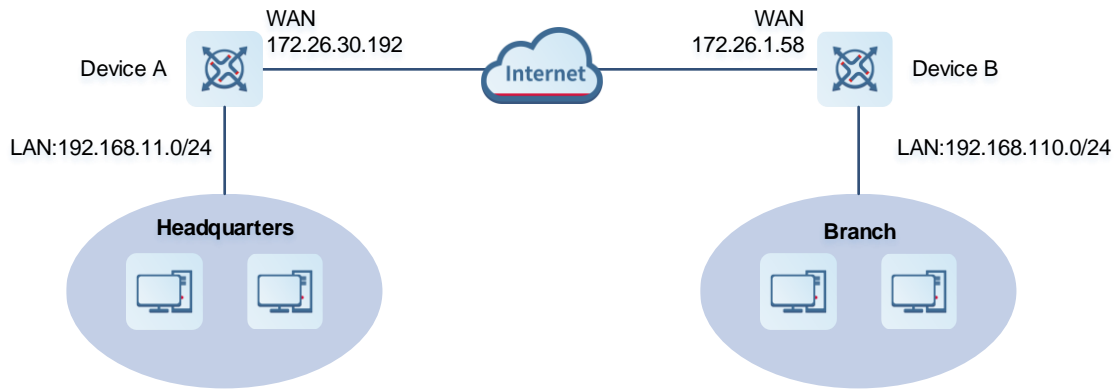 WAN
172.26.30.192
WAN
172.26.1.58
Device A
Internet
Device B
LAN:192.168.11.0/24
LAN:192.168.110.0/24
Headquarters
Branch